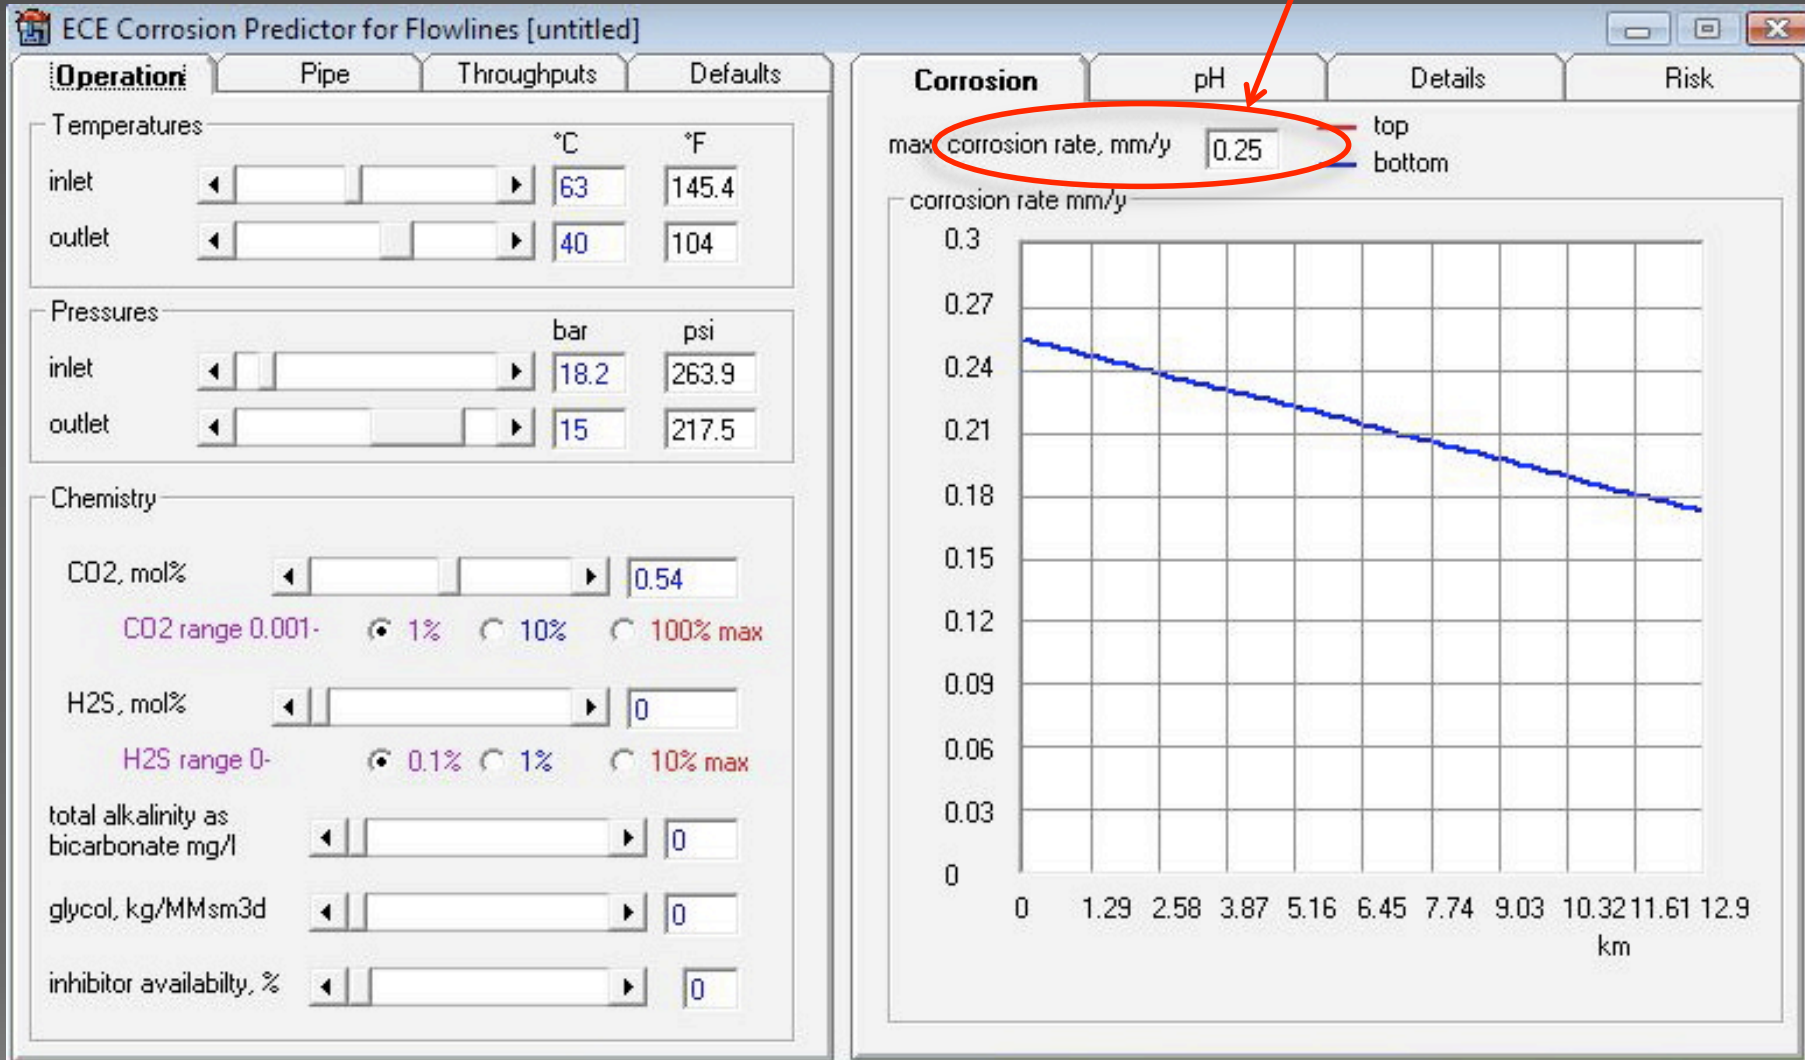 ECE Corrosion Predictor for Flowlines [untitled]
Operation Pipe Throughputs Defaults
Temperatures
°C °F
inlet 63 145.4
outlet 40 104
Pressures
bar psi
inlet 18.2 263.9
outlet 15 217.5
Chemistry
CO2, mol% 0.54
CO2 range 0.001- 1% 10% 100% max
H2S, mol% 0
H2S range 0- 0.1% 1% 10% max
total alkalinity as
bicarbonate mg/l 0
glycol, kg/MMsm3d 0
inhibitor availabilty, % 0
Corrosion pH Details Risk
max corrosion rate, mm/y 0.25
top
bottom
corrosion rate mm/y
0.3
0.27
0.24
0.21
0.18
0.15
0.12
0.09
0.06
0.03
0
0 1.29 2.58 3.87 5.16 6.45 7.74 9.03 10.32 11.61 12.9
km